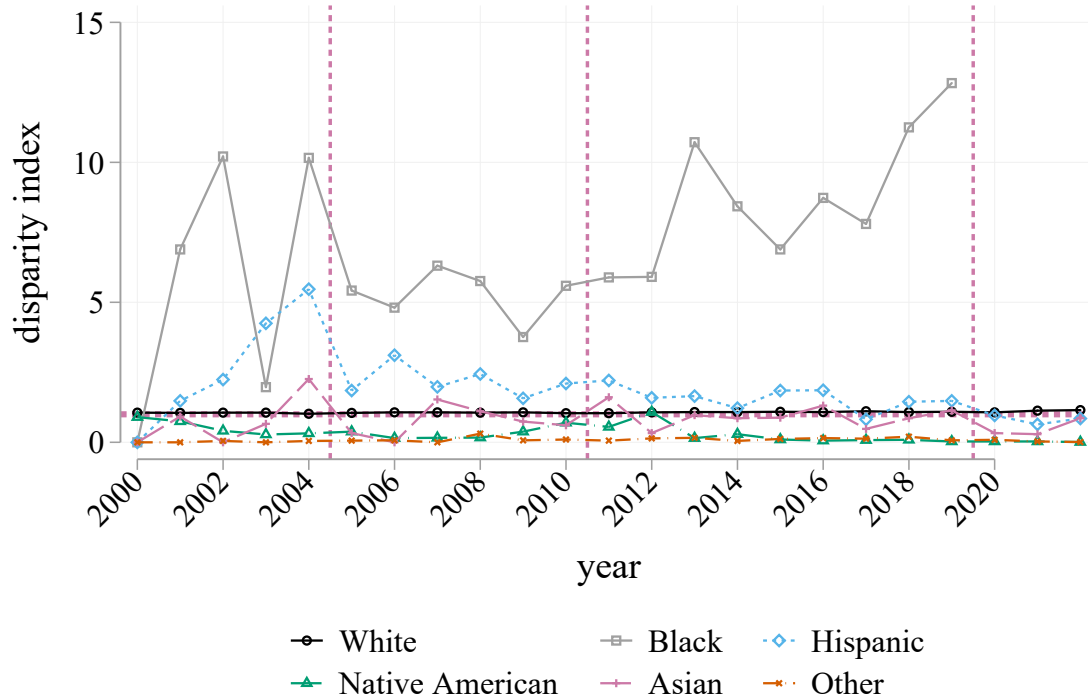 15
10
5
0
disparity index
2000 2002 2004 2006 2008 2010 2012 2014 2016 2018 2020
year
White Black Hispanic
Native American Asian Other